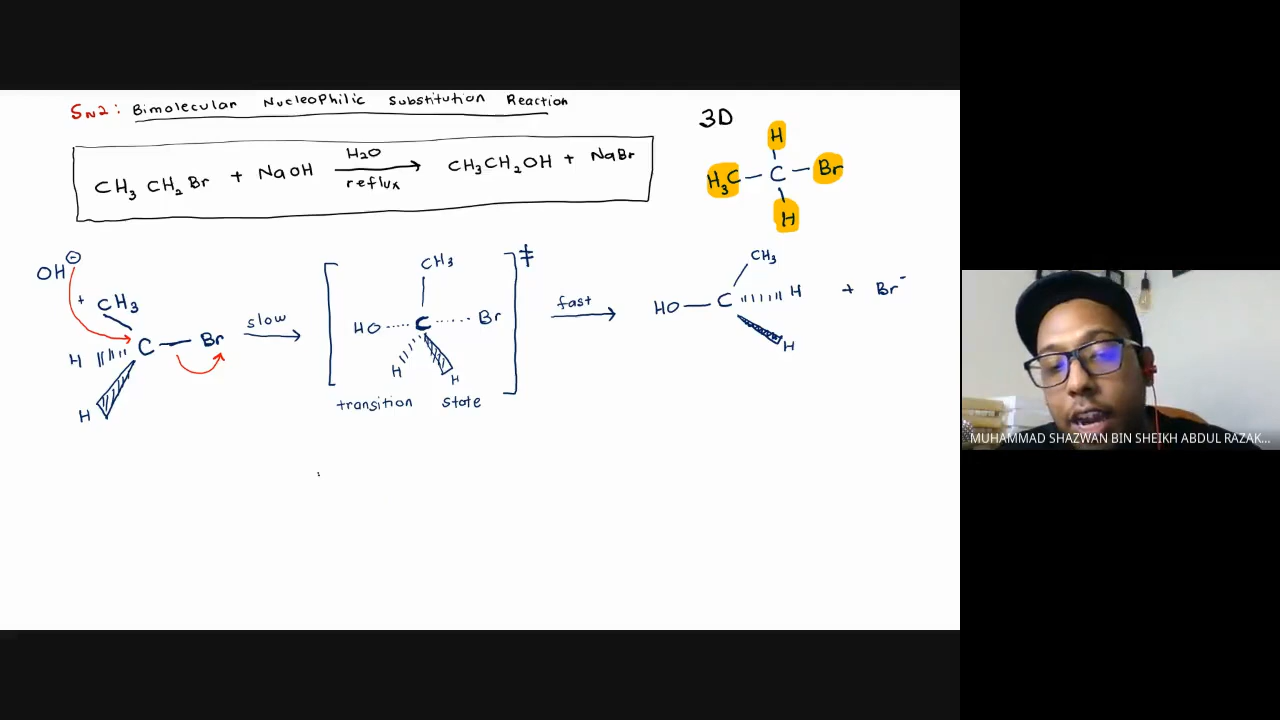 SN2: Bimolecular Nucleophilic Substitution Reaction
CH3 CH2 Br + NaOH H2O reflux CH3CH2OH + NaBr
3D
H
H3C – C – Br
H
OH⊖
+ CH3
H C – Br
H
slow
[ CH3
HO ····· C ····· Br
H H ] ‡
transition state
fast
CH3
HO – C H + Br⁻
H
MUHAMMAD SHAZWAN BIN SHEIKH ABDUL RAZAK...